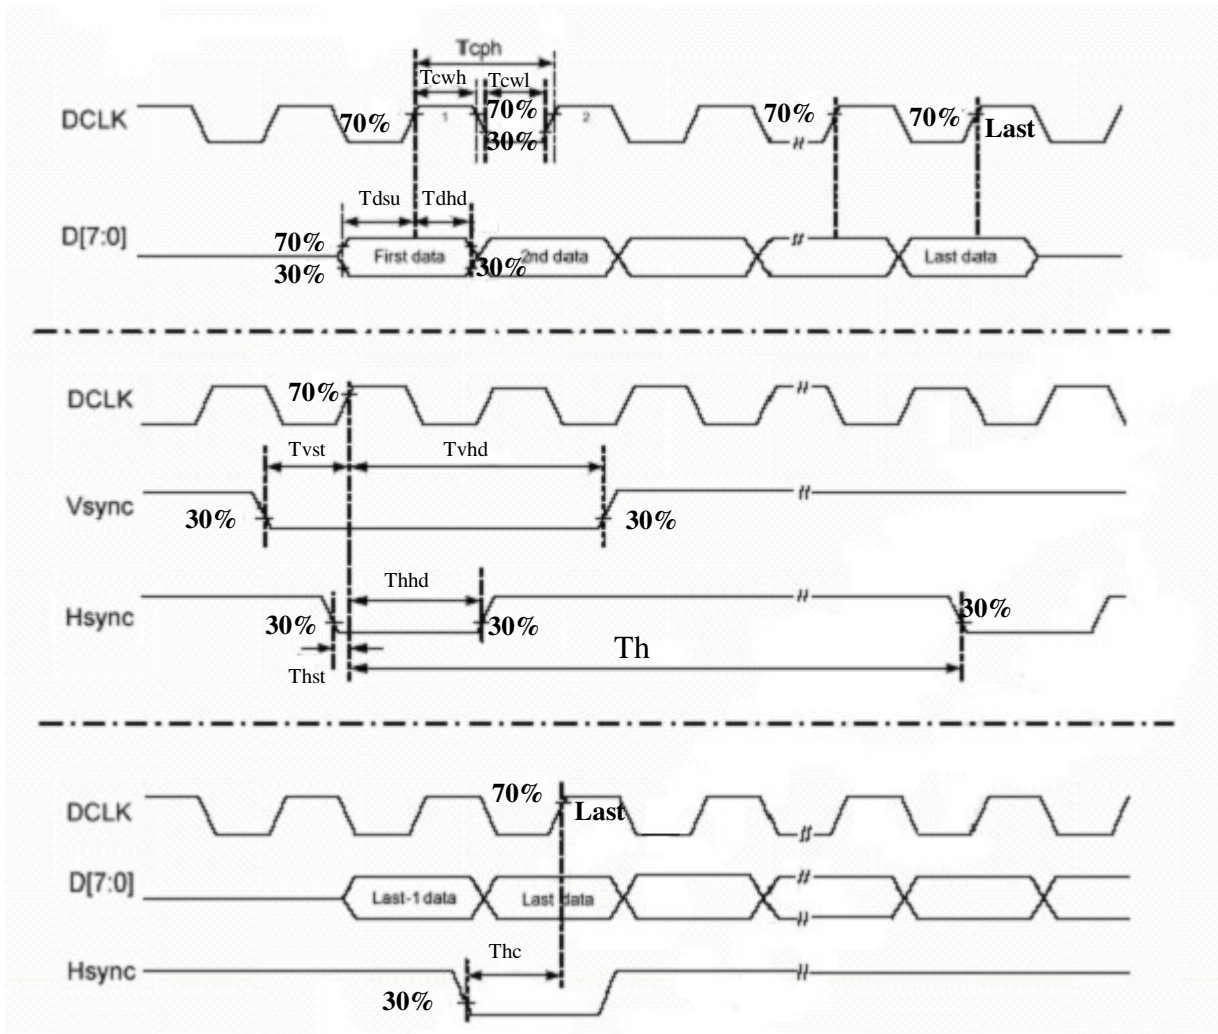 Tcph
Tcwh Tcwl
DCLK 70% 1 70% 30% 2 70% 70% Last
Tdsu Tdhd
D[7:0] 70% 30% First data 30% 2nd data Last data
DCLK 70%
Tvst Tvhd
Vsync 30% 30%
Thhd
Hsync 30% 30% 30%
Th
Thst
DCLK 70% Last
D[7:0] Last-1 data Last data
Thc
Hsync 30%